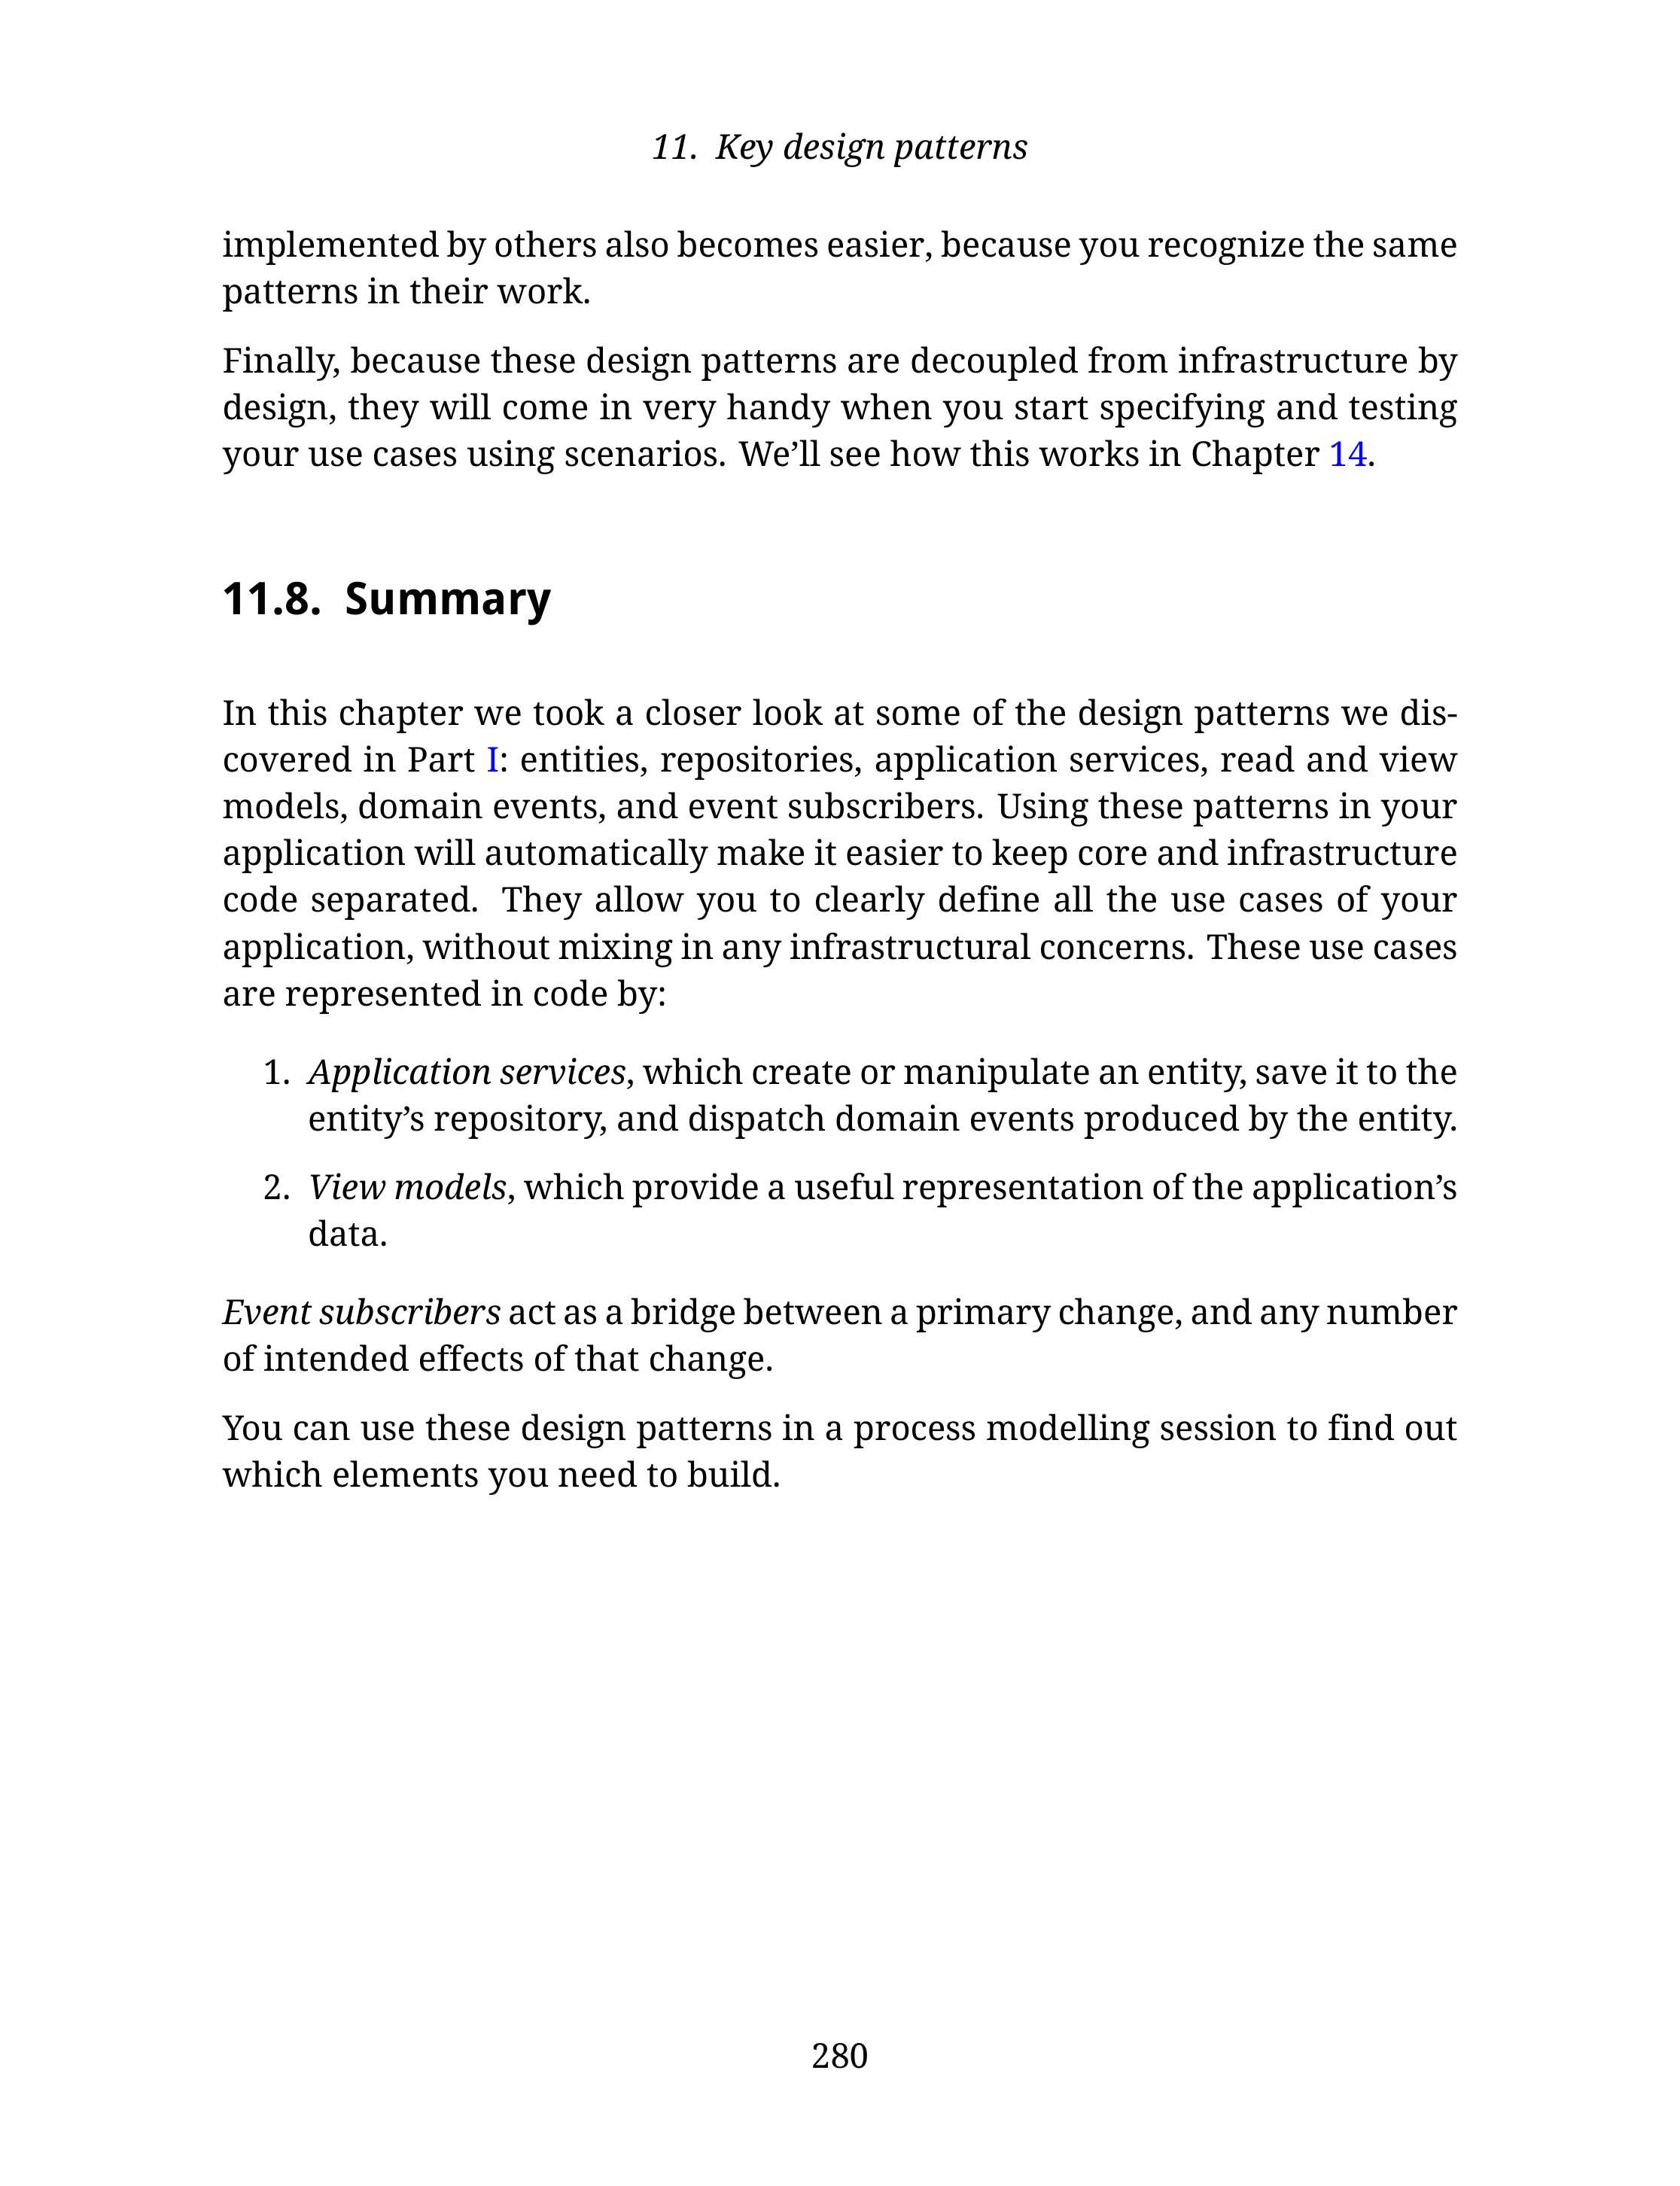 11. Key design patterns
implemented by others also becomes easier, because you recognize the same
patterns in their work.
Finally, because these design patterns are decoupled from infrastructure by
design, they will come in very handy when you start specifying and testing
your use cases using scenarios. We’ll see how this works in Chapter 14.
11.8. Summary
In this chapter we took a closer look at some of the design patterns we dis-
covered in Part I: entities, repositories, application services, read and view
models, domain events, and event subscribers. Using these patterns in your
application will automatically make it easier to keep core and infrastructure
code separated. They allow you to clearly define all the use cases of your
application, without mixing in any infrastructural concerns. These use cases
are represented in code by:
1. Application services, which create or manipulate an entity, save it to the
entity’s repository, and dispatch domain events produced by the entity.
2. View models, which provide a useful representation of the application’s
data.
Event subscribers act as a bridge between a primary change, and any number
of intended effects of that change.
You can use these design patterns in a process modelling session to find out
which elements you need to build.
280